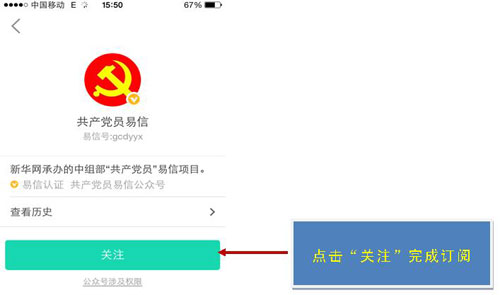 中国移动 E 15:50 67%
共产党员易信
易信号:gcdyyx
新华网承办的中组部“共产党员”易信项目。
易信认证 共产党员易信公众号
查看历史
关注
点击“关注”完成订阅
公众号涉及权限